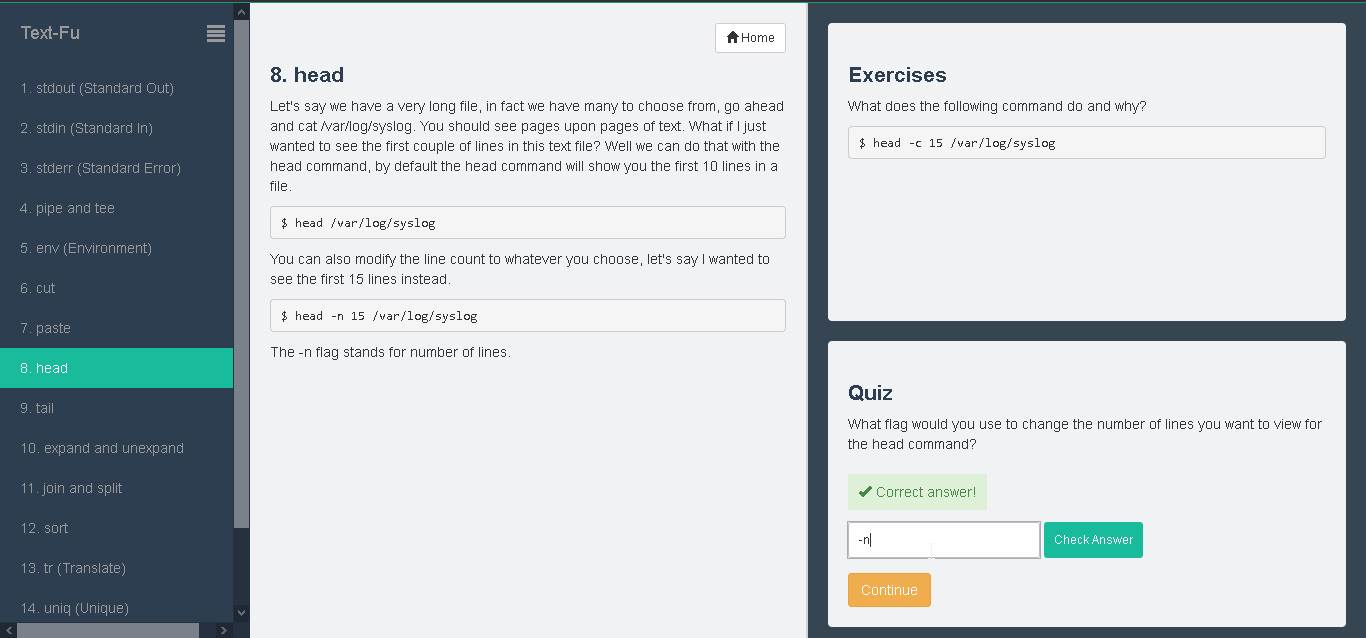 Text-Fu
1. stdout (Standard Out)
2. stdin (Standard In)
3. stderr (Standard Error)
4. pipe and tee
5. env (Environment)
6. cut
7. paste
8. head
9. tail
10. expand and unexpand
11. join and split
12. sort
13. tr (Translate)
14. uniq (Unique)
Home
8. head
Let's say we have a very long file, in fact we have many to choose from, go ahead
and cat /var/log/syslog. You should see pages upon pages of text. What if I just
wanted to see the first couple of lines in this text file? Well we can do that with the
head command, by default the head command will show you the first 10 lines in a
file.
$ head /var/log/syslog
You can also modify the line count to whatever you choose, let's say I wanted to
see the first 15 lines instead.
$ head -n 15 /var/log/syslog
The -n flag stands for number of lines.
Exercises
What does the following command do and why?
$ head -c 15 /var/log/syslog
Quiz
What flag would you use to change the number of lines you want to view for
the head command?
Correct answer!
-n
Check Answer
Continue